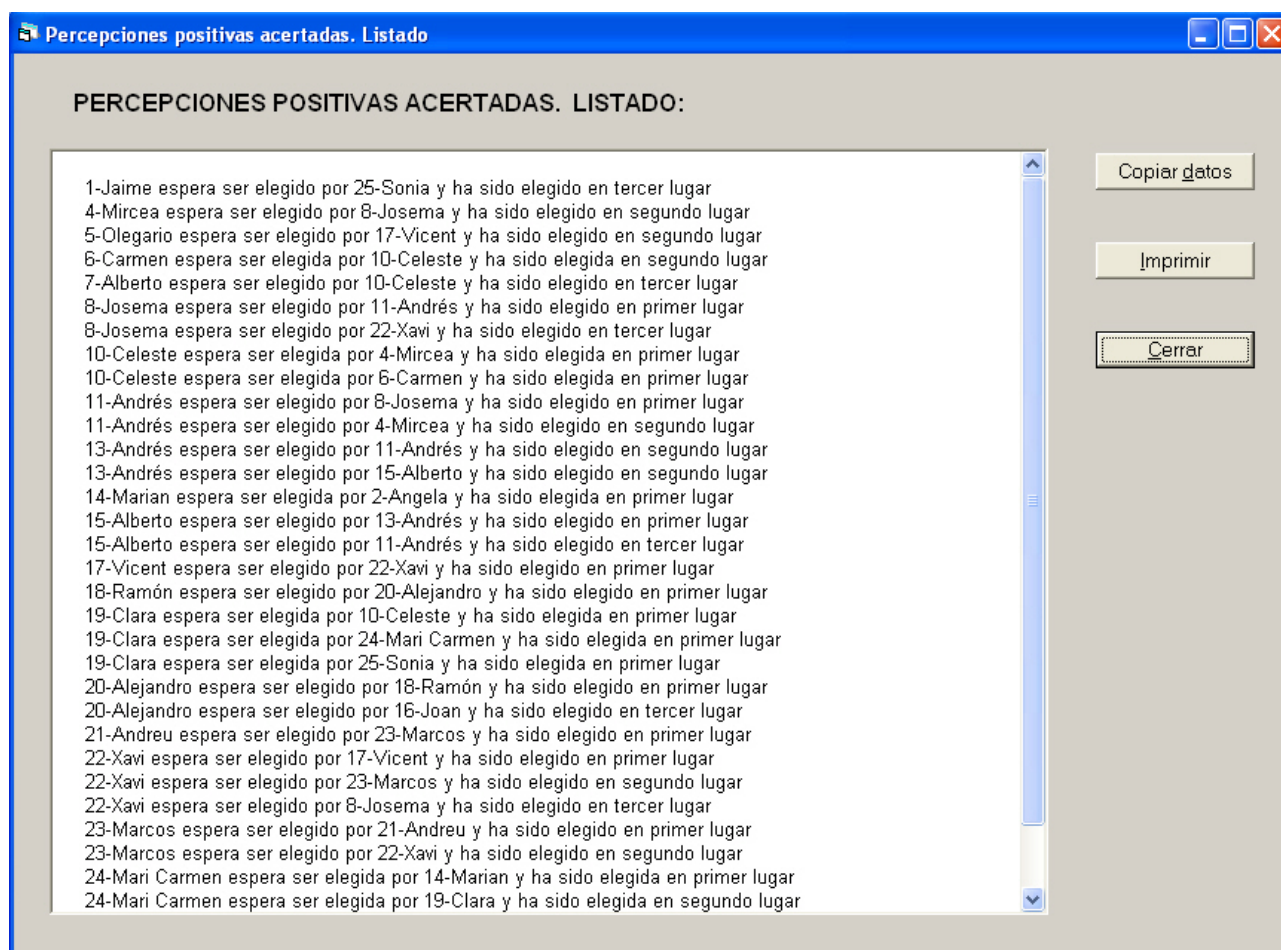 Percepciones positivas acertadas. Listado
PERCEPCIONES POSITIVAS ACERTADAS. LISTADO:
1-Jaime espera ser elegido por 25-Sonia y ha sido elegido en tercer lugar
4-Mircea espera ser elegido por 8-Josema y ha sido elegido en segundo lugar
5-Olegario espera ser elegido por 17-Vicent y ha sido elegido en segundo lugar
6-Carmen espera ser elegida por 10-Celeste y ha sido elegida en segundo lugar
7-Alberto espera ser elegido por 10-Celeste y ha sido elegido en tercer lugar
8-Josema espera ser elegido por 11-Andrés y ha sido elegido en primer lugar
8-Josema espera ser elegido por 22-Xavi y ha sido elegido en tercer lugar
10-Celeste espera ser elegida por 4-Mircea y ha sido elegida en primer lugar
10-Celeste espera ser elegida por 6-Carmen y ha sido elegida en primer lugar
11-Andrés espera ser elegido por 8-Josema y ha sido elegido en primer lugar
11-Andrés espera ser elegido por 4-Mircea y ha sido elegido en segundo lugar
13-Andrés espera ser elegido por 11-Andrés y ha sido elegido en segundo lugar
13-Andrés espera ser elegido por 15-Alberto y ha sido elegido en segundo lugar
14-Marian espera ser elegida por 2-Angela y ha sido elegida en primer lugar
15-Alberto espera ser elegido por 13-Andrés y ha sido elegido en primer lugar
15-Alberto espera ser elegido por 11-Andrés y ha sido elegido en tercer lugar
17-Vicent espera ser elegido por 22-Xavi y ha sido elegido en primer lugar
18-Ramón espera ser elegido por 20-Alejandro y ha sido elegido en primer lugar
19-Clara espera ser elegida por 10-Celeste y ha sido elegida en primer lugar
19-Clara espera ser elegida por 24-Mari Carmen y ha sido elegida en primer lugar
19-Clara espera ser elegida por 25-Sonia y ha sido elegida en primer lugar
20-Alejandro espera ser elegido por 18-Ramón y ha sido elegido en primer lugar
20-Alejandro espera ser elegido por 16-Joan y ha sido elegido en tercer lugar
21-Andreu espera ser elegido por 23-Marcos y ha sido elegido en primer lugar
22-Xavi espera ser elegido por 17-Vicent y ha sido elegido en primer lugar
22-Xavi espera ser elegido por 23-Marcos y ha sido elegido en segundo lugar
22-Xavi espera ser elegido por 8-Josema y ha sido elegido en tercer lugar
23-Marcos espera ser elegido por 21-Andreu y ha sido elegido en primer lugar
23-Marcos espera ser elegido por 22-Xavi y ha sido elegido en segundo lugar
24-Mari Carmen espera ser elegida por 14-Marian y ha sido elegida en primer lugar
24-Mari Carmen espera ser elegida por 19-Clara y ha sido elegida en segundo lugar
Copiar datos
Imprimir
Cerrar